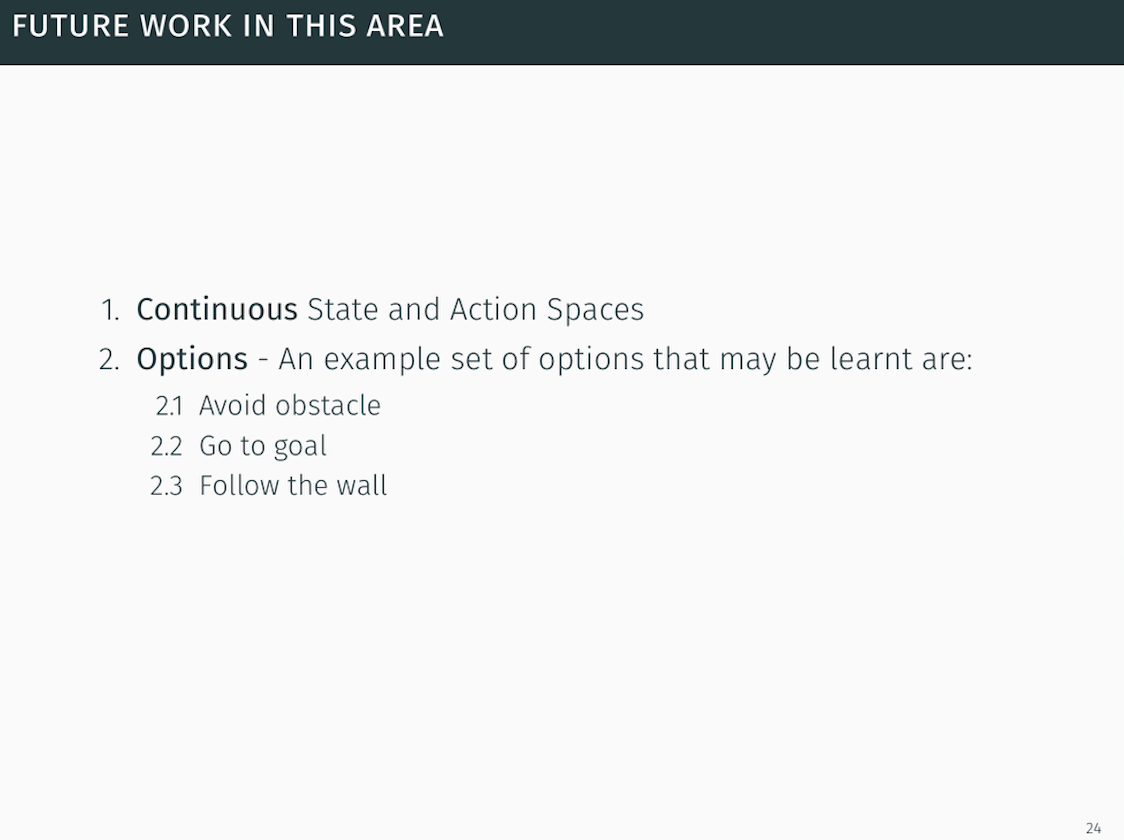 FUTURE WORK IN THIS AREA
1. Continuous State and Action Spaces
2. Options - An example set of options that may be learnt are:
2.1 Avoid obstacle
2.2 Go to goal
2.3 Follow the wall
24